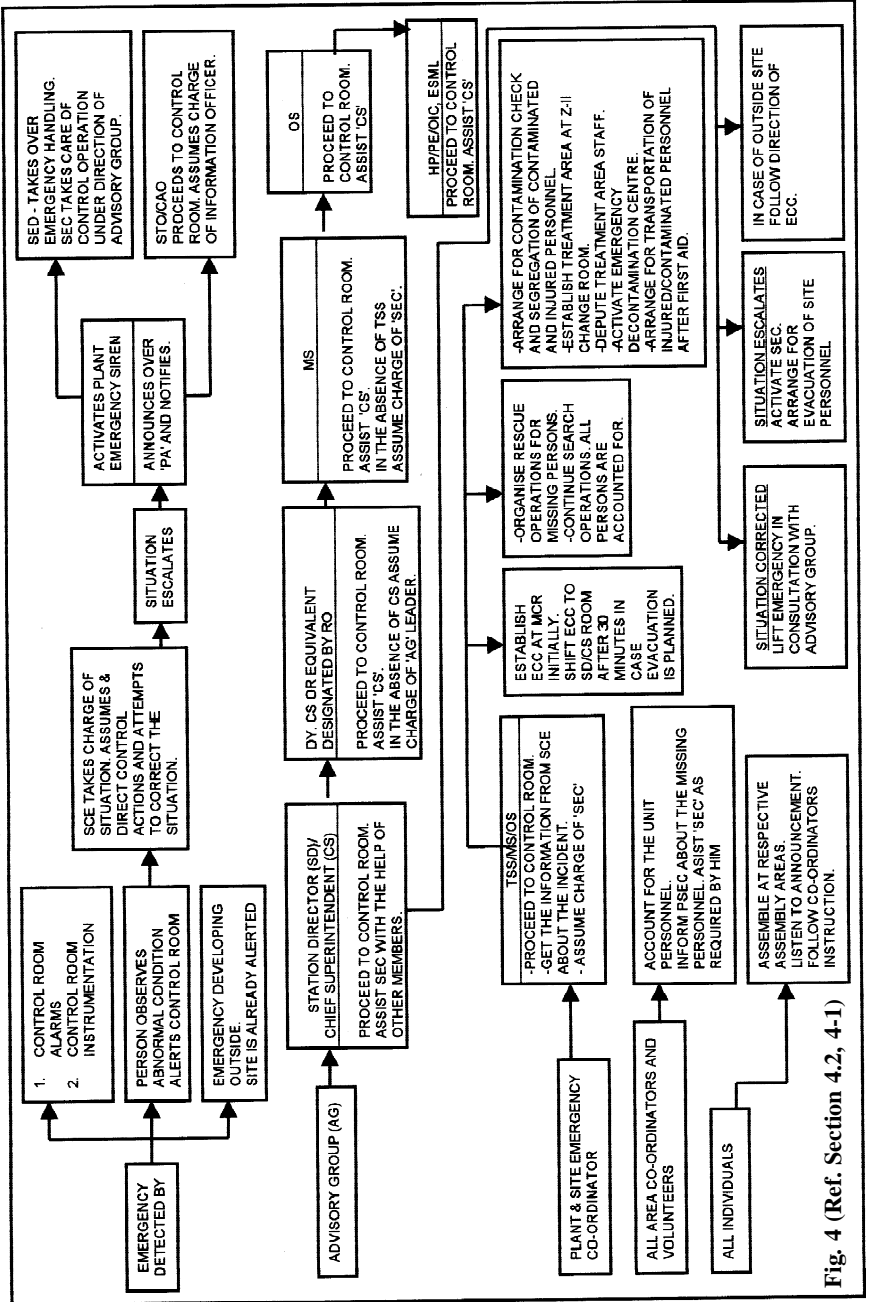 EMERGENCY
DETECTED BY
1. CONTROL ROOM
ALARMS
2. CONTROL ROOM
INSTRUMENTATION
PERSON OBSERVES
ABNORMAL CONDITION
ALERTS CONTROL ROOM
EMERGENCY DEVELOPING
OUTSIDE.
SITE IS ALREADY ALERTED
SCE TAKES CHARGE OF
SITUATION. ASSUMES &
DIRECT CONTROL
ACTIONS AND ATTEMPTS
TO CORRECT THE
SITUATION.
SITUATION
ESCALATES
ACTIVATES PLANT
EMERGENCY SIREN
ANNOUNCES OVER
'PA' AND NOTIFIES.
SED - TAKES OVER
EMERGENCY HANDLING.
SEC TAKES CARE OF
CONTROL OPERATION
UNDER DIRECTION OF
ADVISORY GROUP.
STO/CAO
PROCEEDS TO CONTROL
ROOM. ASSUMES CHARGE
OF INFORMATION OFFICER.
ADVISORY GROUP (AG)
STATION DIRECTOR (SD)/
CHIEF SUPERINTENDENT (CS)
PROCEED TO CONTROL ROOM.
ASSIST SEC WITH THE HELP OF
OTHER MEMBERS.
DY. CS OR EQUIVALENT
DESIGNATED BY RO
PROCEED TO CONTROL ROOM.
ASSIST 'CS'.
IN THE ABSENCE OF CS ASSUME
CHARGE OF 'AG' LEADER.
MS
PROCEED TO CONTROL ROOM.
ASSIST 'CS'.
IN THE ABSENCE OF TSS
ASSUME CHARGE OF 'SEC'.
OS
PROCEED TO
CONTROL ROOM.
ASSIST 'CS'
HP/PE/OIC, ESML
PROCEED TO CONTROL
ROOM. ASSIST 'CS'
PLANT & SITE EMERGENCY
CO-ORDINATOR
TSS/MS/OS
-PROCEED TO CONTROL ROOM.
-GET THE INFORMATION FROM SCE
ABOUT THE INCIDENT.
- ASSUME CHARGE OF 'SEC'
ESTABLISH
ECC AT MCR
INITIALLY.
SHIFT ECC TO
SD/CS ROOM
AFTER 30
MINUTES IN
CASE
EVACUATION
IS PLANNED.
-ORGANISE RESCUE
OPERATIONS FOR
MISSING PERSONS.
-CONTINUE SEARCH
OPERATIONS .ALL
PERSONS ARE
ACCOUNTED FOR.
-ARRANGE FOR CONTAMINATION CHECK
AND SEGREGATION OF CONTAMINATED
AND INJURED PERSONNEL.
-ESTABLISH TREATMENT AREA AT Z-II
CHANGE ROOM.
-DEPUTE TREATMENT AREA STAFF.
-ACTIVATE EMERGENCY
DECONTAMINATION CENTRE.
-ARRANGE FOR TRANSPORTATION OF
INJURED/CONTAMINATED PERSONNEL
AFTER FIRST AID.
ALL AREA CO-ORDINATORS AND
VOLUNTEERS
ACCOUNT FOR THE UNIT
PERSONNEL.
INFORM PSEC ABOUT THE MISSING
PERSONNEL. ASIST 'SEC' AS
REQUIRED BY HIM
ALL INDIVIDUALS
ASSEMBLE AT RESPECTIVE
ASSEMBLY AREAS.
LISTEN TO ANNOUNCEMENT.
FOLLOW CO-ORDINATORS
INSTRUCTION.
SITUATION CORRECTED
LIFT EMERGENCY IN
CONSULTATION WITH
ADVISORY GROUP.
SITUATION ESCALATES
ACTIVATE SEC.
ARRANGE FOR
EVACUATION OF SITE
PERSONNEL
IN CASE OF OUTSIDE SITE
FOLLOW DIRECTION OF
ECC.
Fig. 4 (Ref. Section 4.2, 4-1)